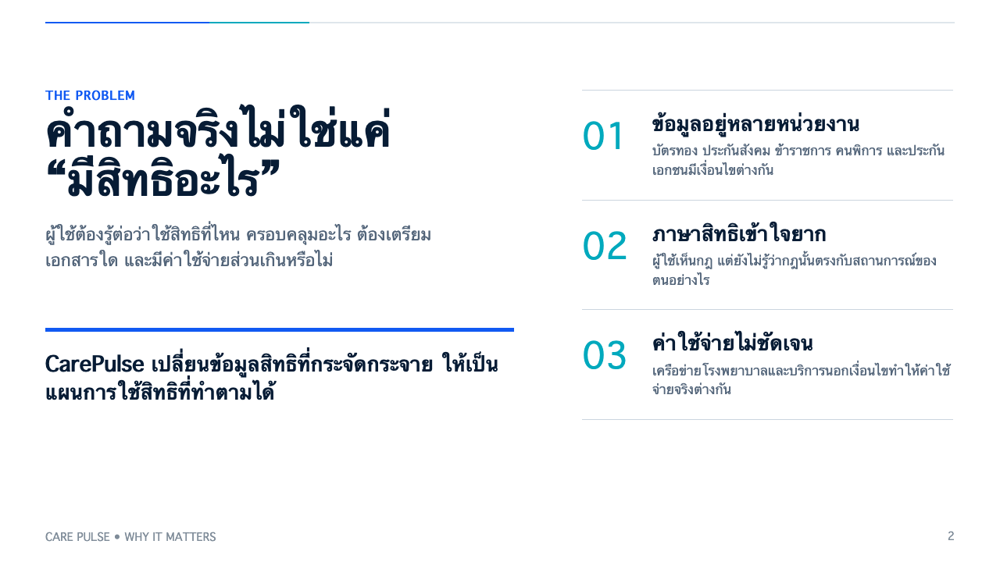 THE PROBLEM
คำถามจริงไม่ใช่แค่
“มีสิทธิอะไร”
ผู้ใช้ต้องรู้ต่อว่าใช้สิทธิที่ไหน ครอบคลุมอะไร ต้องเตรียม
เอกสารใด และมีค่าใช้จ่ายส่วนเกินหรือไม่
CarePulse เปลี่ยนข้อมูลสิทธิที่กระจัดกระจาย ให้เป็น
แผนการใช้สิทธิที่ทำตามได้
01
ข้อมูลอยู่หลายหน่วยงาน
บัตรทอง ประกันสังคม ข้าราชการ คนพิการ และประกัน
เอกชนมีเงื่อนไขต่างกัน
02
ภาษาสิทธิเข้าใจยาก
ผู้ใช้เห็นกฎ แต่ยังไม่รู้ว่ากฎนั้นตรงกับสถานการณ์ของ
ตนอย่างไร
03
ค่าใช้จ่ายไม่ชัดเจน
เครือข่ายโรงพยาบาลและบริการนอกเงื่อนไขทำให้ค่าใช้
จ่ายจริงต่างกัน
CARE PULSE • WHY IT MATTERS
2